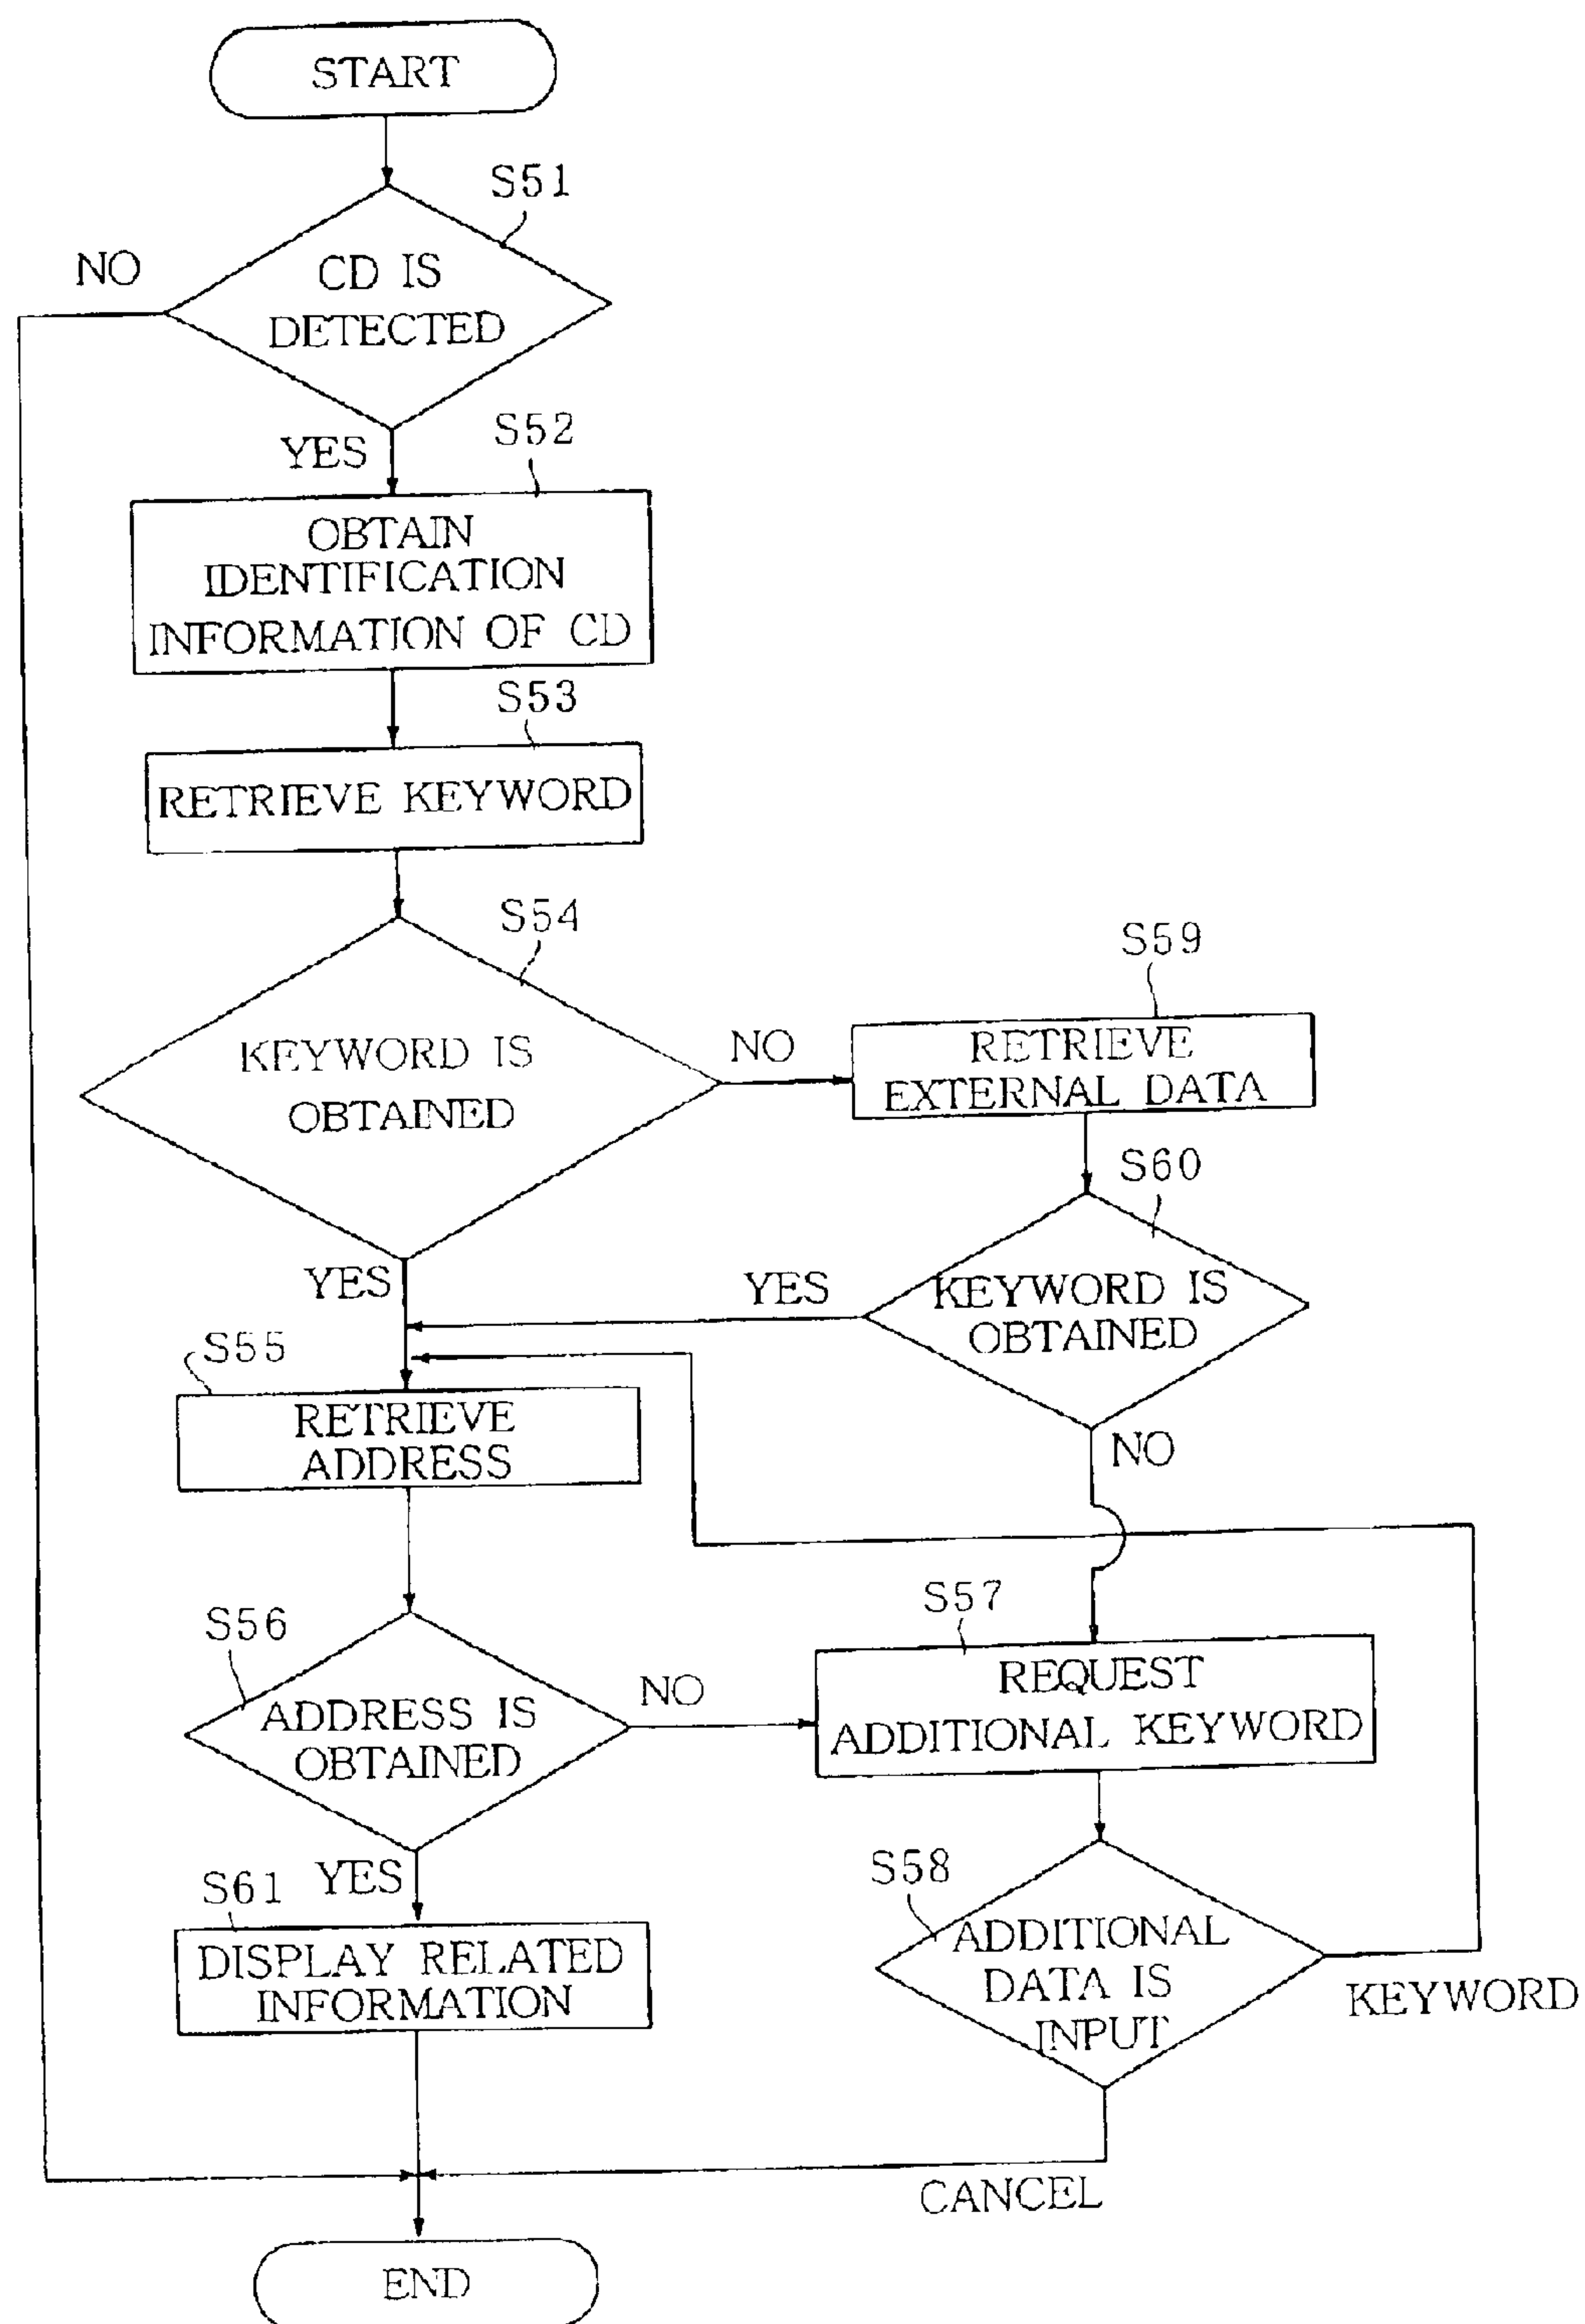 START
S51
NO
CD IS
DETECTED
YES
S52
OBTAIN
IDENTIFICATION
INFORMATION OF CD
S53
RETRIEVE KEYWORD
S54
KEYWORD IS
OBTAINED
NO
S59
RETRIEVE
EXTERNAL DATA
S60
KEYWORD IS
OBTAINED
YES
YES
NO
S55
RETRIEVE
ADDRESS
S56
ADDRESS IS
OBTAINED
NO
S57
REQUEST
ADDITIONAL KEYWORD
S58
ADDITIONAL
DATA IS
INPUT
KEYWORD
YES
S61
DISPLAY RELATED
INFORMATION
CANCEL
END